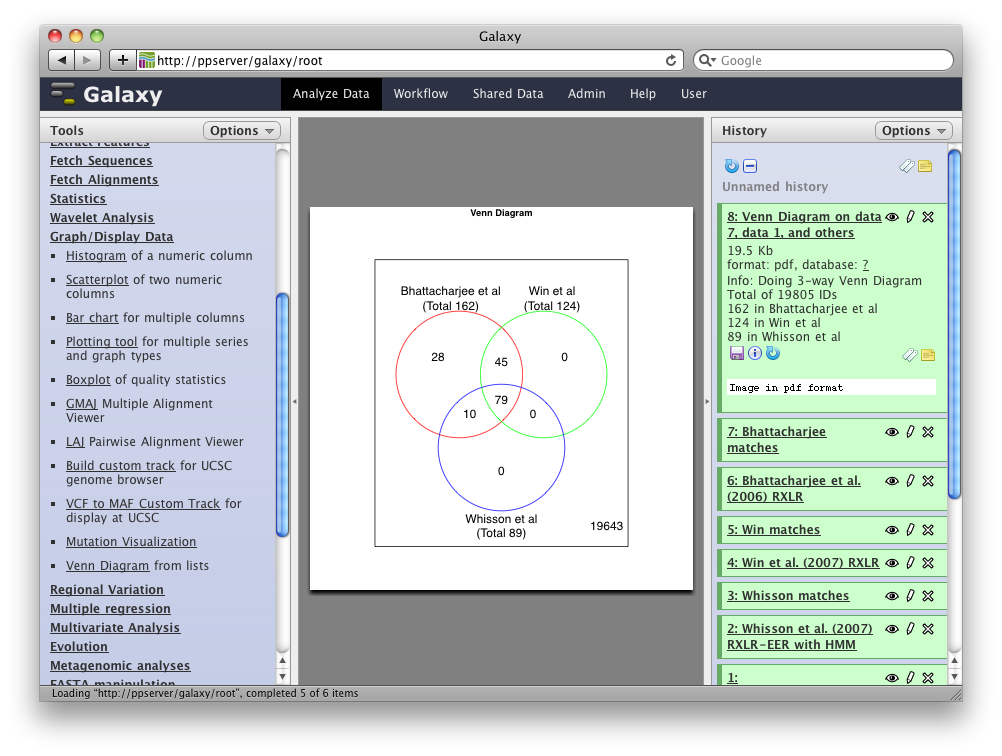 Galaxy
http://ppserver/galaxy/root
Google
Galaxy
Analyze Data
Workflow
Shared Data
Admin
Help
User
Tools
Options
Extract Features
Fetch Sequences
Fetch Alignments
Statistics
Wavelet Analysis
Graph/Display Data
Histogram of a numeric column
Scatterplot of two numeric
columns
Bar chart for multiple columns
Plotting tool for multiple series
and graph types
Boxplot of quality statistics
GMAJ Multiple Alignment
Viewer
LAJ Pairwise Alignment Viewer
Build custom track for UCSC
genome browser
VCF to MAF Custom Track for
display at UCSC
Mutation Visualization
Venn Diagram from lists
Regional Variation
Multiple regression
Multivariate Analysis
Evolution
Metagenomic analyses
FASTA manipulation
Venn Diagram
Bhattacharjee et al
(Total 162)
Win et al
(Total 124)
28
45
0
79
10
0
0
Whisson et al
(Total 89)
19643
History
Options
Unnamed history
8: Venn Diagram on data
7, data 1, and others
19.5 Kb
format: pdf, database: ?
Info: Doing 3-way Venn Diagram
Total of 19805 IDs
162 in Bhattacharjee et al
124 in Win et al
89 in Whisson et al
Image in pdf format
7: Bhattacharjee
matches
6: Bhattacharjee et al.
(2006) RXLR
5: Win matches
4: Win et al. (2007) RXLR
3: Whisson matches
2: Whisson et al. (2007)
RXLR-EER with HMM
1:
Loading "http://ppserver/galaxy/root", completed 5 of 6 items